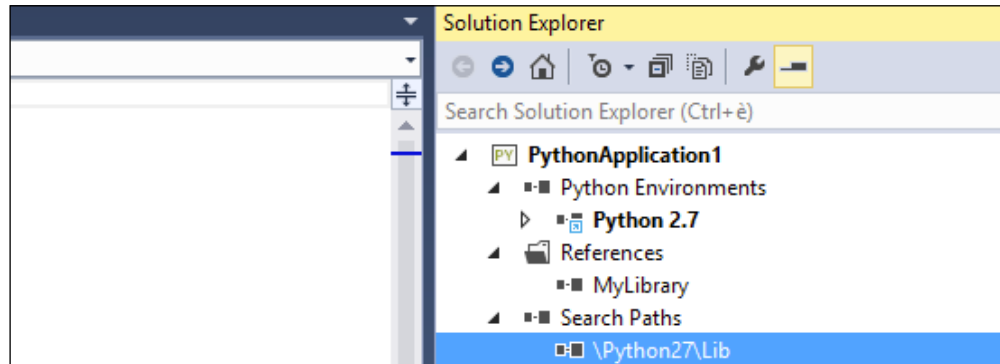 Solution Explorer
Search Solution Explorer (Ctrl+è)
PY PythonApplication1
Python Environments
Python 2.7
References
MyLibrary
Search Paths
\Python27\Lib